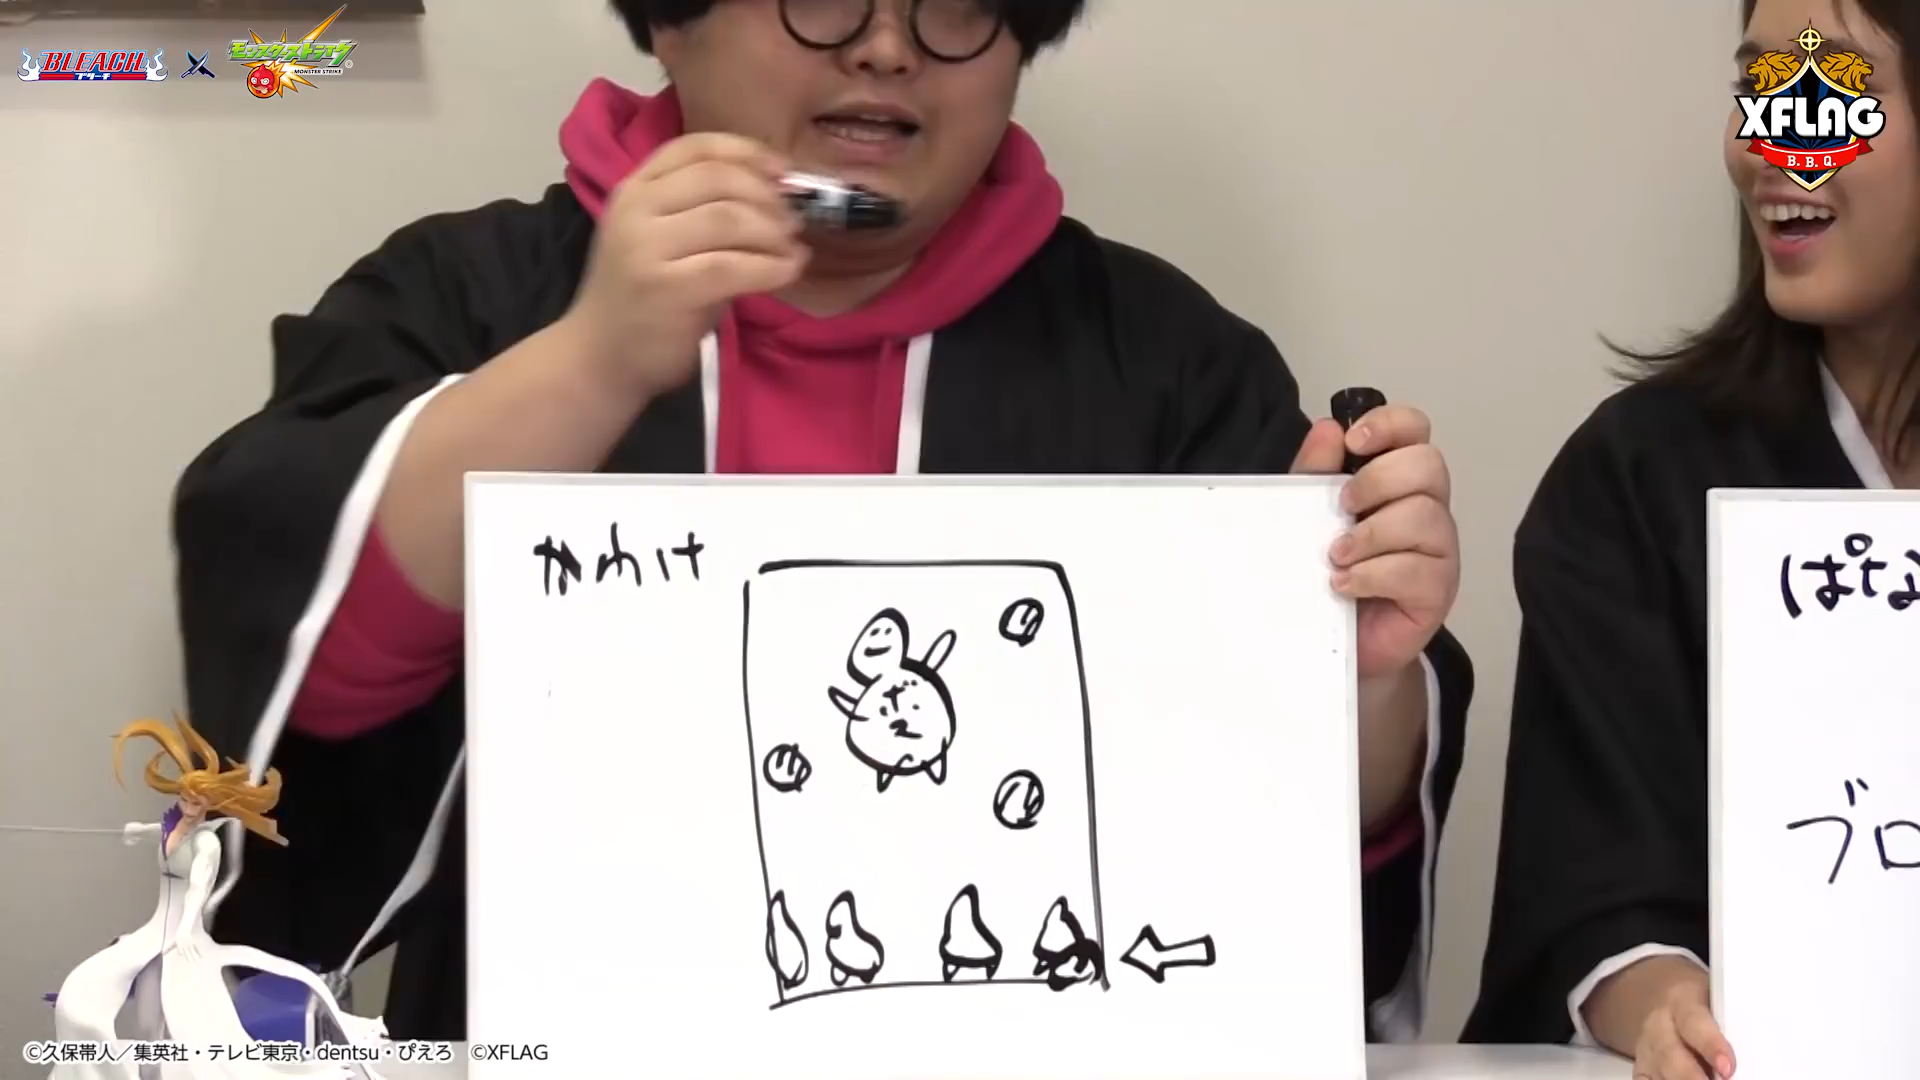 BLEACH
ブリーチ
モンスターストライク
MONSTER STRIKE
XFLAG
B.B.Q.
かわけ
ぱな
ブロ
©久保帯人／集英社・テレビ東京・dentsu・ぴえろ ©XFLAG